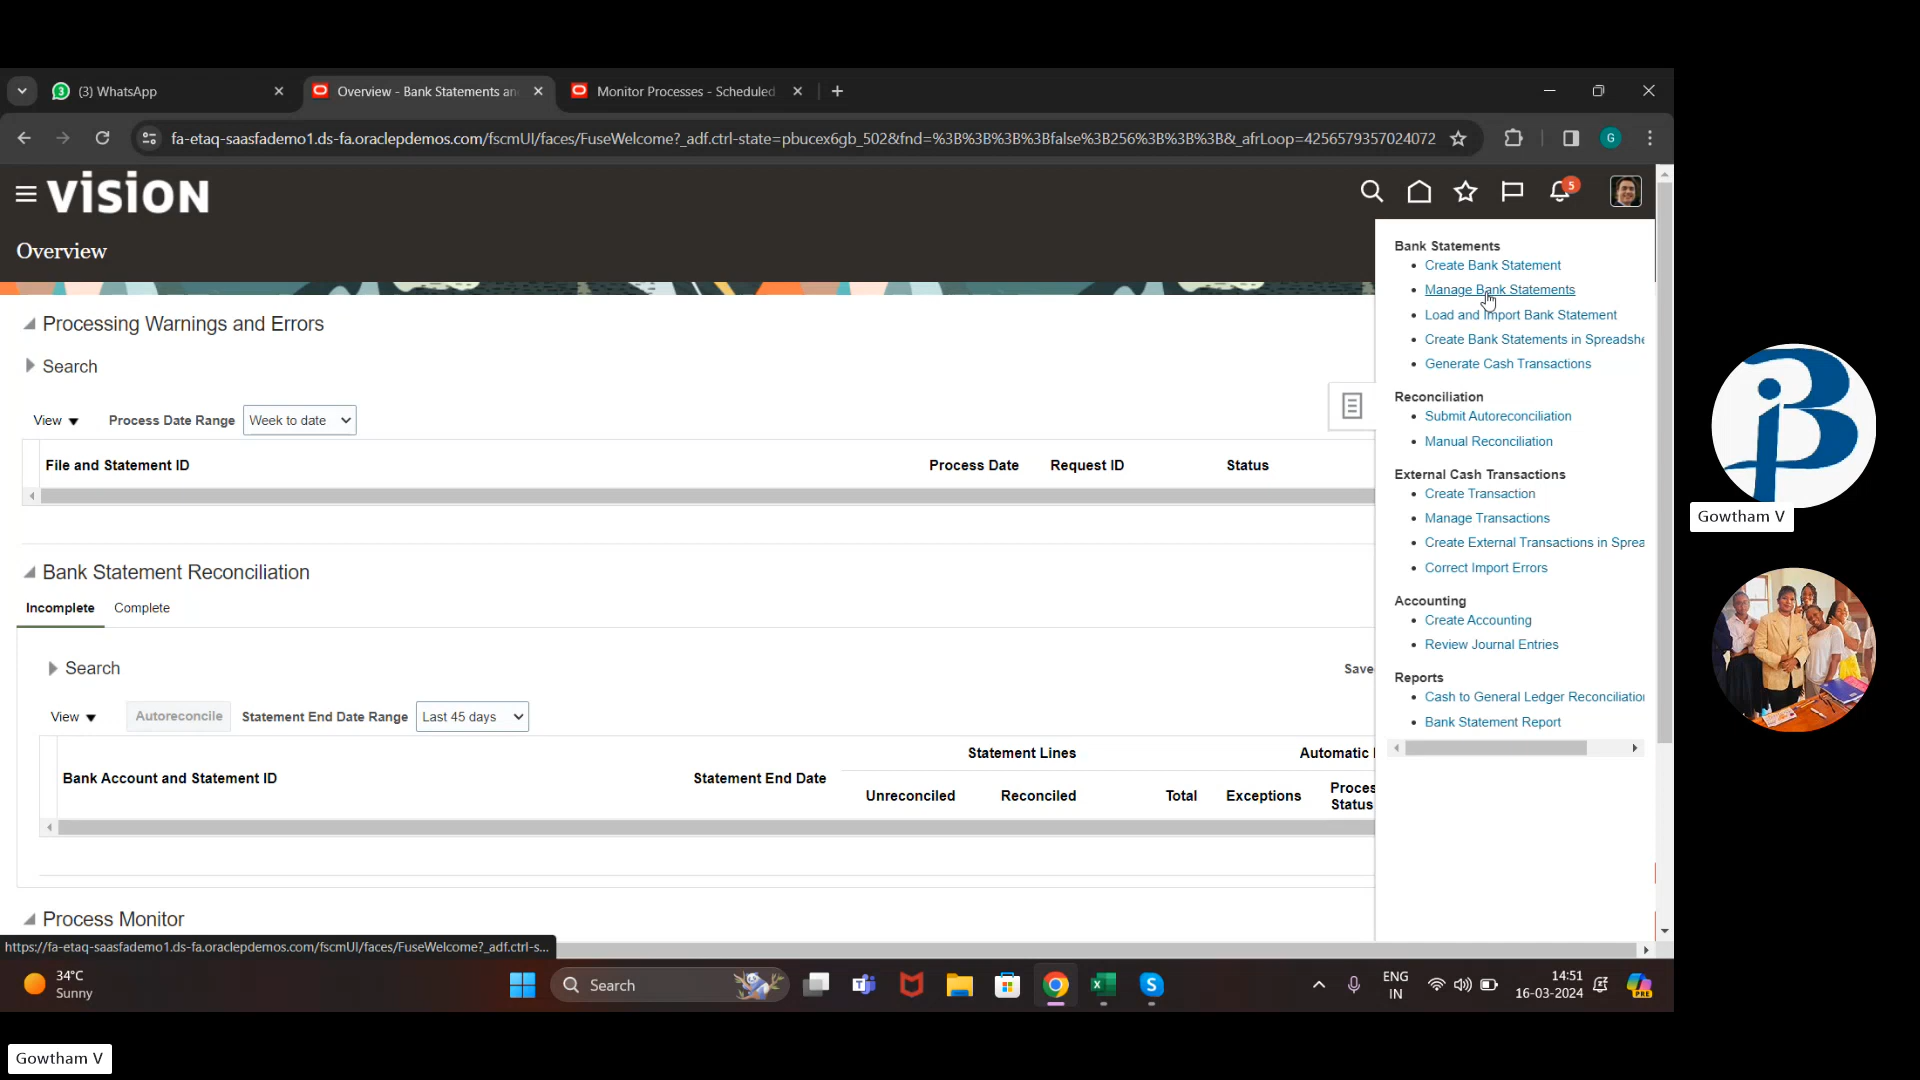 (3) WhatsApp
Overview - Bank Statements an
Monitor Processes - Scheduled
fa-etaq-saasfademo1.ds-fa.oraclepdemos.com/fscmUI/faces/FuseWelcome?_adf.ctrl-state=pbucex6gb_502&fnd=%3B%3B%3B%3Bfalse%3B256%3B%3B%3B&_afrLoop=4256579357024072
G
VISION
5
Overview
Bank Statements
Create Bank Statement
Manage Bank Statements
Load and Import Bank Statement
Create Bank Statements in Spreadshe
Generate Cash Transactions
Reconciliation
Submit Autoreconciliation
Manual Reconciliation
External Cash Transactions
Create Transaction
Manage Transactions
Create External Transactions in Sprea
Correct Import Errors
Accounting
Create Accounting
Review Journal Entries
Reports
Cash to General Ledger Reconciliation
Bank Statement Report
Processing Warnings and Errors
Search
View Process Date Range Week to date
File and Statement ID Process Date Request ID Status
Bank Statement Reconciliation
Incomplete Complete
Search
Save
View Autoreconcile Statement End Date Range Last 45 days
Statement Lines Automatic
Bank Account and Statement ID Statement End Date
Unreconciled Reconciled Total Exceptions Proces
Status
Process Monitor
https://fa-etaq-saasfademo1.ds-fa.oraclepdemos.com/fscmUI/faces/FuseWelcome?_adf.ctrl-s...
34°C
Sunny
Search
PRE
ENG
IN
14:51
16-03-2024
Gowtham V
Gowtham V